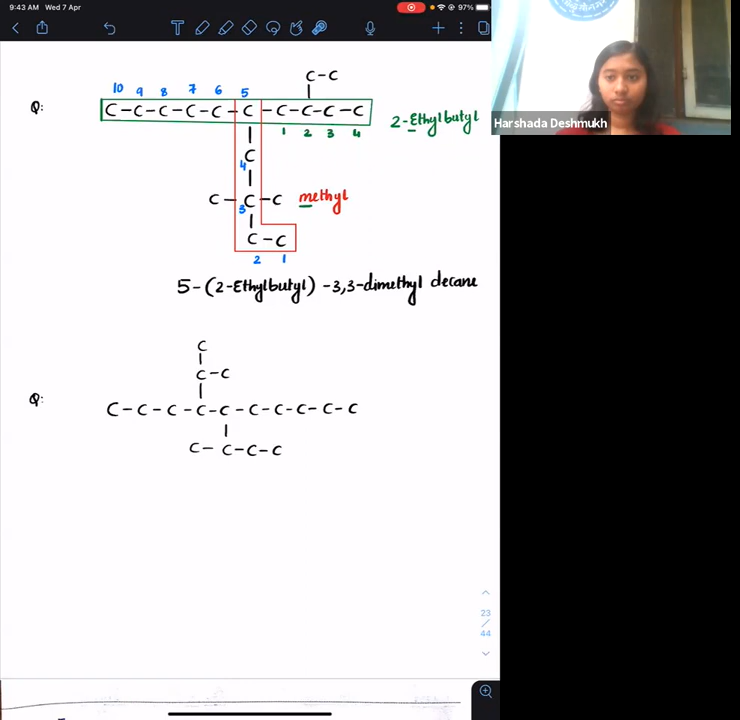 9:43 AM Wed 7 Apr
97%
C-C
10 9 8 7 6 5
Q: C-C-C-C-C-C-C-C-C-C
1 2 3 4
2-Ethylbutyl
Harshada Deshmukh
C
4
C-C-C methyl
3
C-C
2 1
5-(2-Ethylbutyl)-3,3-dimethyl decane
C
C-C
Q: C-C-C-C-C-C-C-C-C-C
C-C-C-C
23
/
44